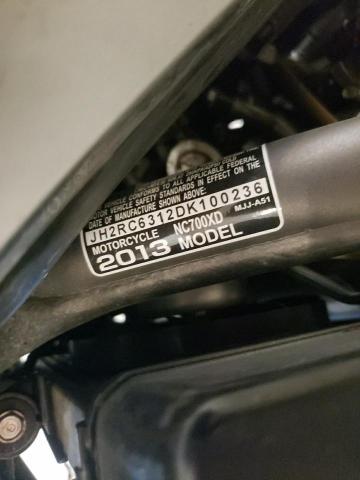 VEHICLE CONFORMS TO ALL APPLICABLE FEDERAL
MOTOR VEHICLE SAFETY STANDARDS IN EFFECT ON THE
DATE OF MANUFACTURE SHOWN ABOVE:
JH2RC6312DK100236
MOTORCYCLE NC700XD MJJ-A51
2013 MODEL